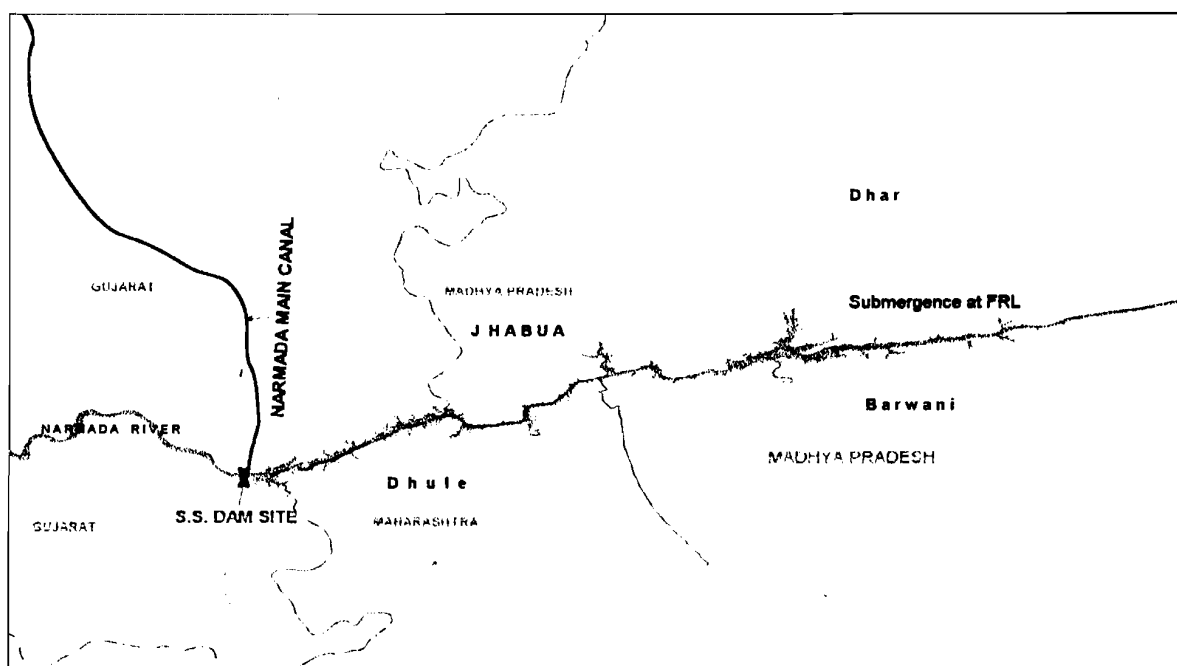 Dhar
GUJARAT
NARMADA MAIN CANAL
MADHYA PRADESH
Submergence at FRL
JHABUA
Barwani
NARMADA RIVER
MADHYA PRADESH
Dhule
S.S. DAM SITE
MAHARASHTRA
GUJARAT